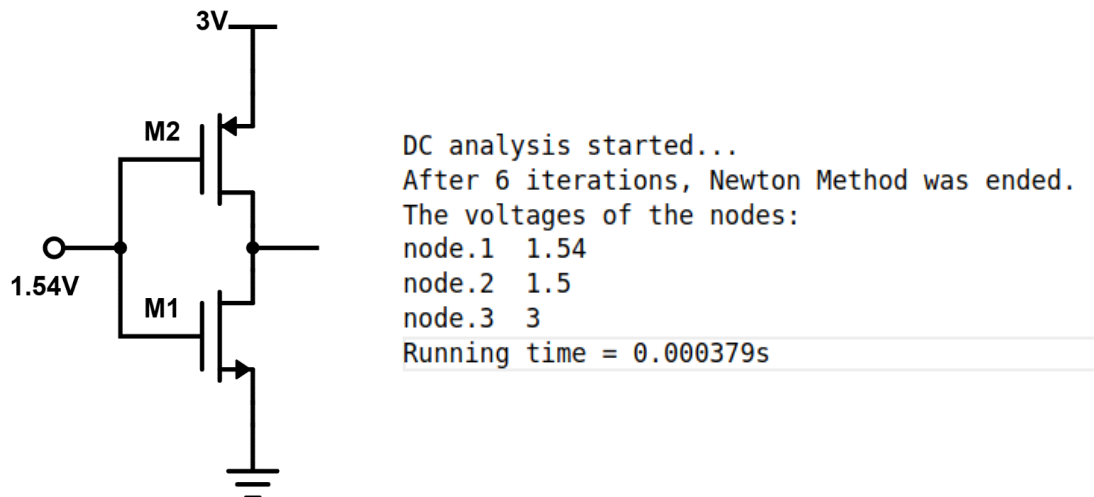 3V
M2
1.54V
M1
DC analysis started...
After 6 iterations, Newton Method was ended.
The voltages of the nodes:
node.1  1.54
node.2  1.5
node.3  3
Running time = 0.000379s